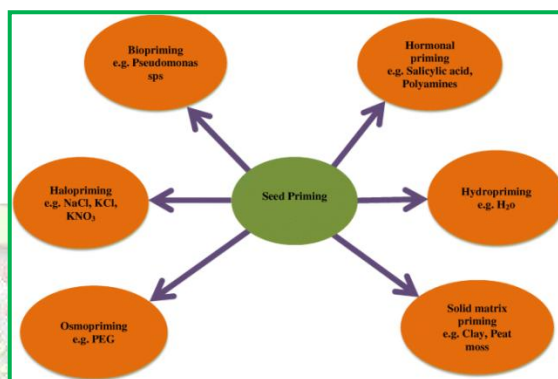 Biopriming
e.g. Pseudomonas
sps
Hormonal
priming
e.g. Salicylic acid,
Polyamines
Halopriming
e.g. NaCl, KCl,
KNO₃
Seed Priming
Hydropriming
e.g. H₂o
Osmopriming
e.g. PEG
Solid matrix
priming
e.g. Clay, Peat
moss